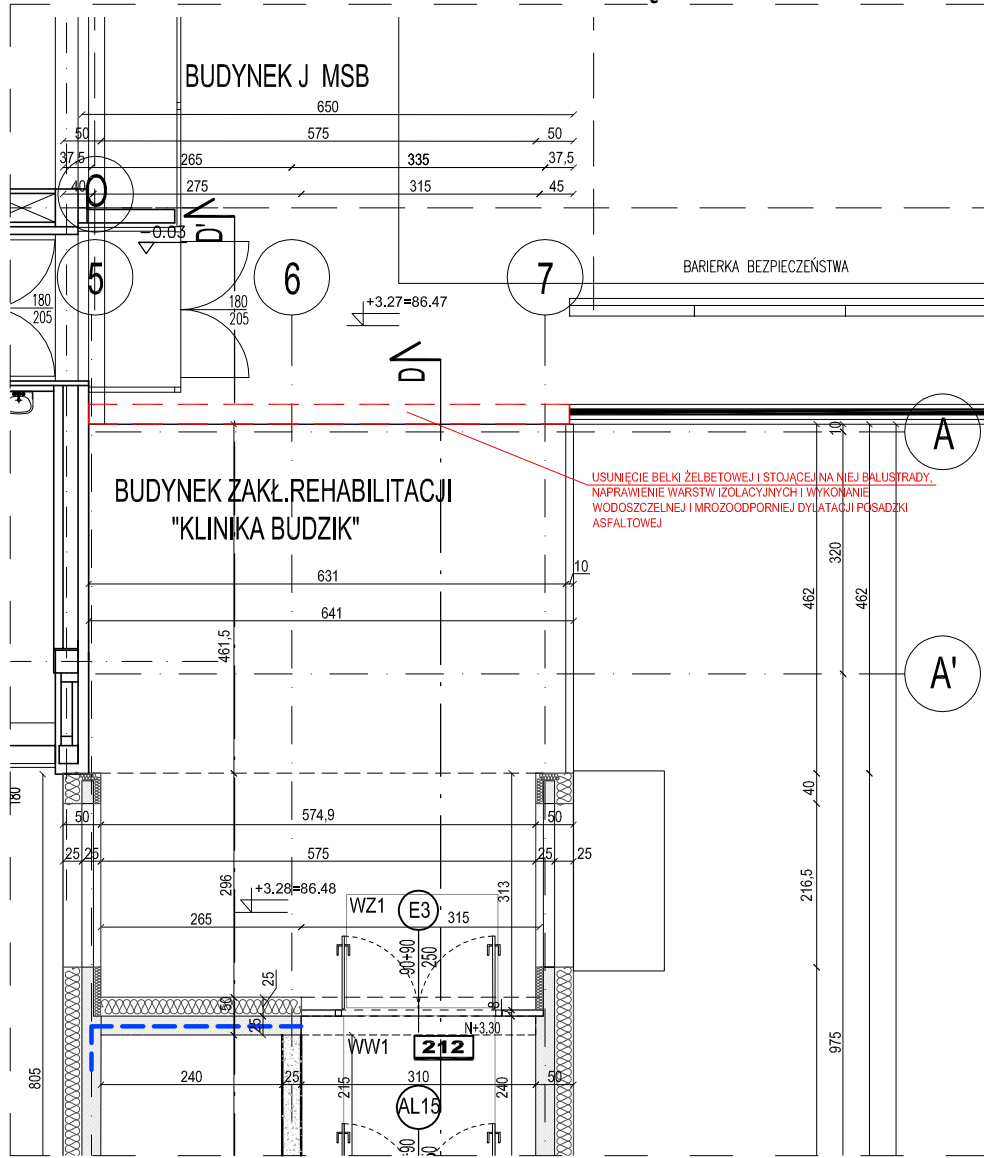 BUDYNEK J MSB
650
50 575 50
37,5 265 335 37,5
40 275 315 45
O
D'
-0.03
5
6
7
BARIERKA BEZPIECZEŃSTWA
180
205
180
205
+3.27=86.47
D
A
10
BUDYNEK ZAKŁ.REHABILITACJI
"KLINIKA BUDZIK"
USUNIĘCIE BELKI ŻELBETOWEJ I STOJĄCEJ NA NIEJ BALUSTRADY,
NAPRAWIENIE WARSTW IZOLACYJNYCH I WYKONANIE
WODOSZCZELNEJ I MROZOODPORNIEJ DYLATACJI POSADZKI
ASFALTOWEJ
320
631
10
462
462
641
461,5
A'
180
40
50 574,9 50
25 25 575 25 25
296
+3.28=86.48
WZ1
E3
313
216,5
265
315
90+90
250
25
50
25
8
N+3,30
WW1
212
975
805
240
25
215
310
240
50
AL15